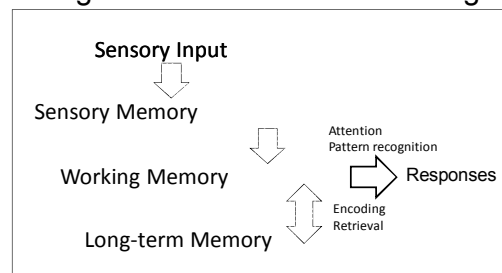 Sensory Input
Sensory Memory
Attention
Pattern recognition
Working Memory
Responses
Encoding
Retrieval
Long-term Memory